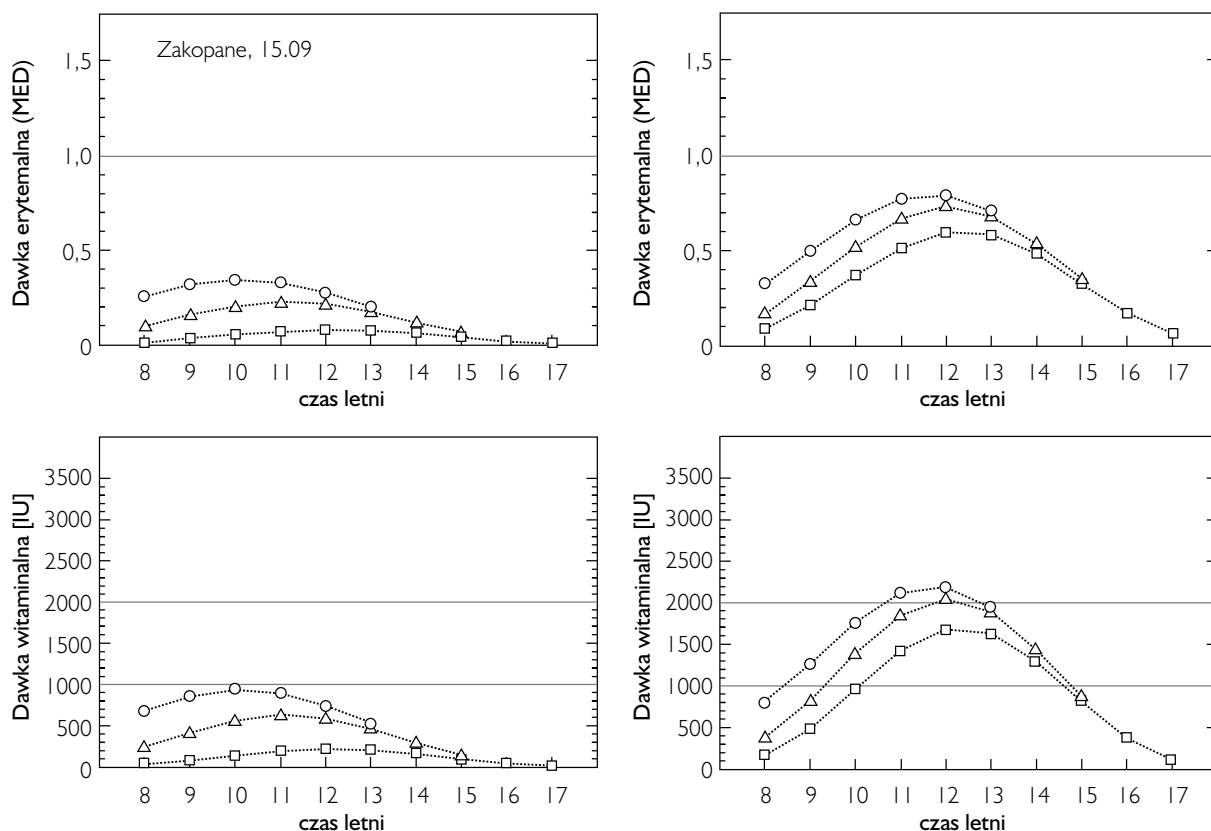 Zakopane, 15.09
Dawka erytemalna (MED)
1,5
1,0
0,5
0
8 9 10 11 12 13 14 15 16 17
czas letni
Dawka erytemalna (MED)
1,5
1,0
0,5
0
8 9 10 11 12 13 14 15 16 17
czas letni
Dawka witaminalna [IU]
3500
3000
2500
2000
1500
1000
500
0
8 9 10 11 12 13 14 15 16 17
czas letni
Dawka witaminalna [IU]
3500
3000
2500
2000
1500
1000
500
0
8 9 10 11 12 13 14 15 16 17
czas letni